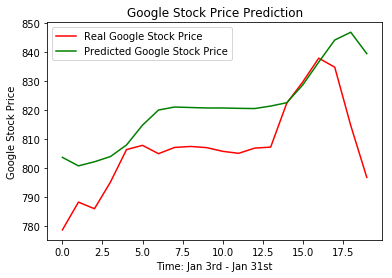 Google Stock Price Prediction
Real Google Stock Price
Predicted Google Stock Price
Google Stock Price
850
840
830
820
810
800
790
780
0.0 2.5 5.0 7.5 10.0 12.5 15.0 17.5
Time: Jan 3rd - Jan 31st